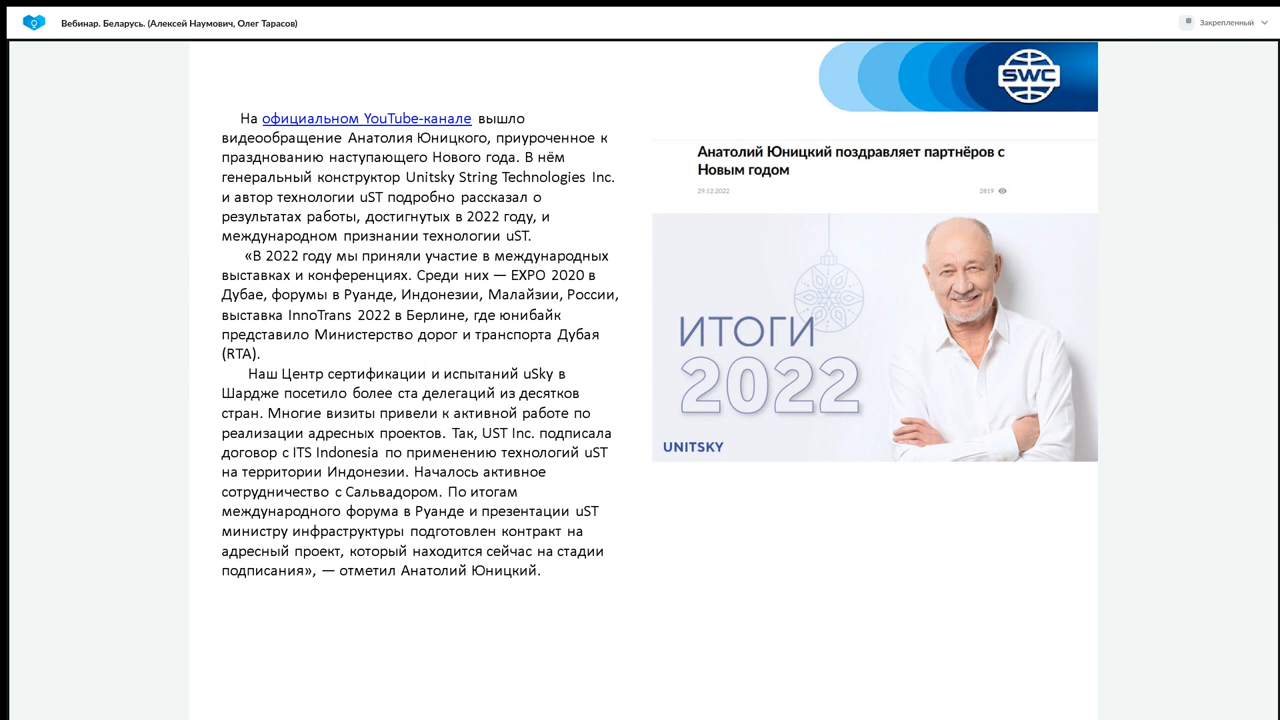 Вебинар. Беларусь. (Алексей Наумович, Олег Тарасов)
Закрепленный
SWC
На официальном YouTube-канале вышло
видеообращение Анатолия Юницкого, приуроченное к
празднованию наступающего Нового года. В нём
генеральный конструктор Unitsky String Technologies Inc.
и автор технологии uST подробно рассказал о
результатах работы, достигнутых в 2022 году, и
международном признании технологии uST.
«В 2022 году мы приняли участие в международных
выставках и конференциях. Среди них — EXPO 2020 в
Дубае, форумы в Руанде, Индонезии, Малайзии, России,
выставка InnoTrans 2022 в Берлине, где юнибайк
представило Министерство дорог и транспорта Дубая
(RTA).
Наш Центр сертификации и испытаний uSky в
Шардже посетило более ста делегаций из десятков
стран. Многие визиты привели к активной работе по
реализации адресных проектов. Так, UST Inc. подписала
договор с ITS Indonesia по применению технологий uST
на территории Индонезии. Началось активное
сотрудничество с Сальвадором. По итогам
международного форума в Руанде и презентации uST
министру инфраструктуры подготовлен контракт на
адресный проект, который находится сейчас на стадии
подписания», — отметил Анатолий Юницкий.
Анатолий Юницкий поздравляет партнёров с
Новым годом
29.12.2022
2819
ИТОГИ
2022
UNITSKY